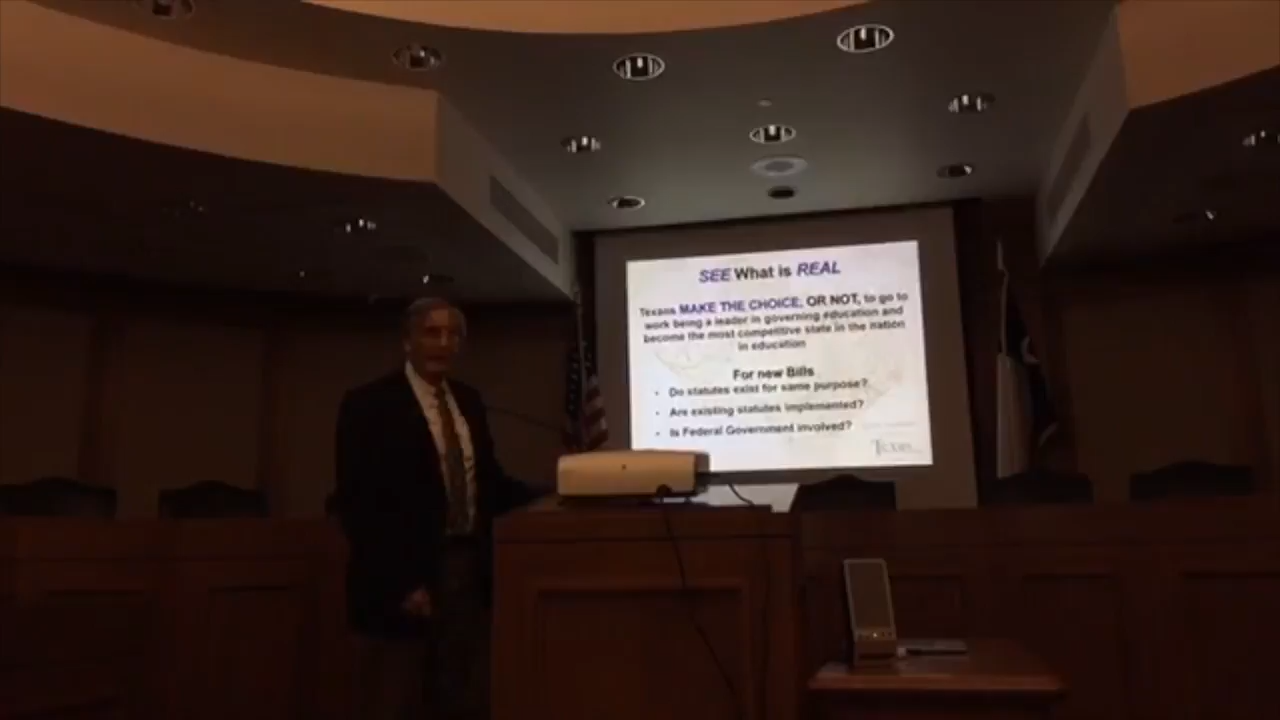 SEE What is REAL
Texans MAKE THE CHOICE, OR NOT, to go to
work being a leader in governing education and
become the most competitive state in the nation
in education
For new Bills
• Do statutes exist for same purpose?
• Are existing statutes implemented?
• Is Federal Government involved?
Texas